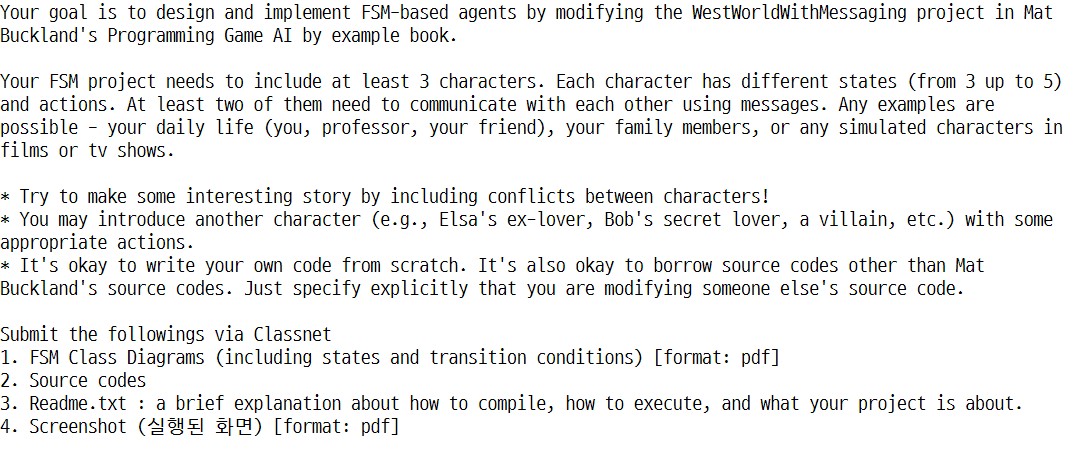 Your goal is to design and implement FSM-based agents by modifying the WestWorldWithMessaging project in Mat
Buckland's Programming Game AI by example book.
Your FSM project needs to include at least 3 characters. Each character has different states (from 3 up to 5)
and actions. At least two of them need to communicate with each other using messages. Any examples are
possible – your daily life (you, professor, your friend), your family members, or any simulated characters in
films or tv shows.
* Try to make some interesting story by including conflicts between characters!
* You may introduce another character (e.g., Elsa's ex-lover, Bob's secret lover, a villain, etc.) with some
appropriate actions.
* It's okay to write your own code from scratch. It's also okay to borrow source codes other than Mat
Buckland's source codes. Just specify explicitly that you are modifying someone else's source code.
Submit the followings via Classnet
1. FSM Class Diagrams (including states and transition conditions) [format: pdf]
2. Source codes
3. Readme.txt : a brief explanation about how to compile, how to execute, and what your project is about.
4. Screenshot (실행된 화면) [format: pdf]